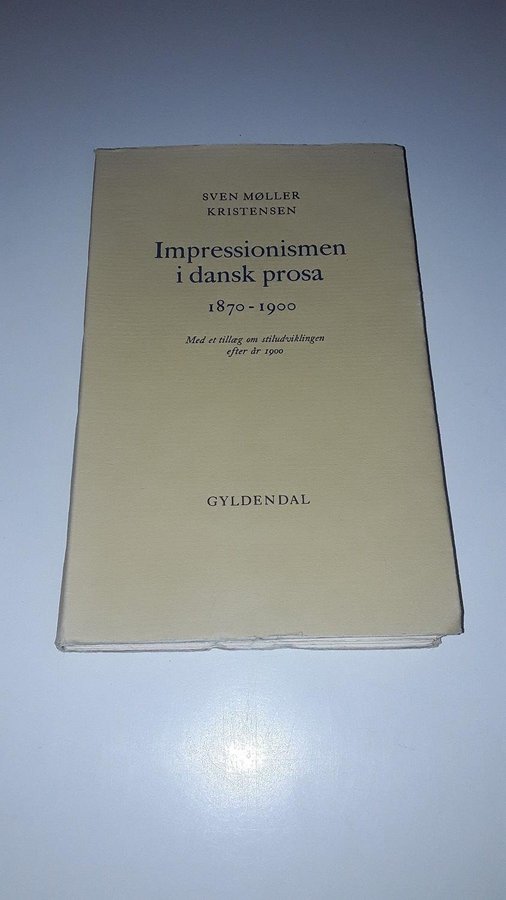 SVEN MØLLER
KRISTENSEN
Impressionismen
i dansk prosa
1870-1900
Med et tillæg om stiludviklingen
efter år 1900
GYLDENDAL